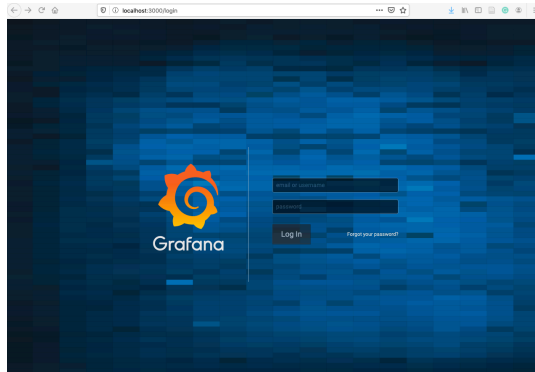 localhost:3000/login
email or username
password
Log In
Forgot your password?
Grafana